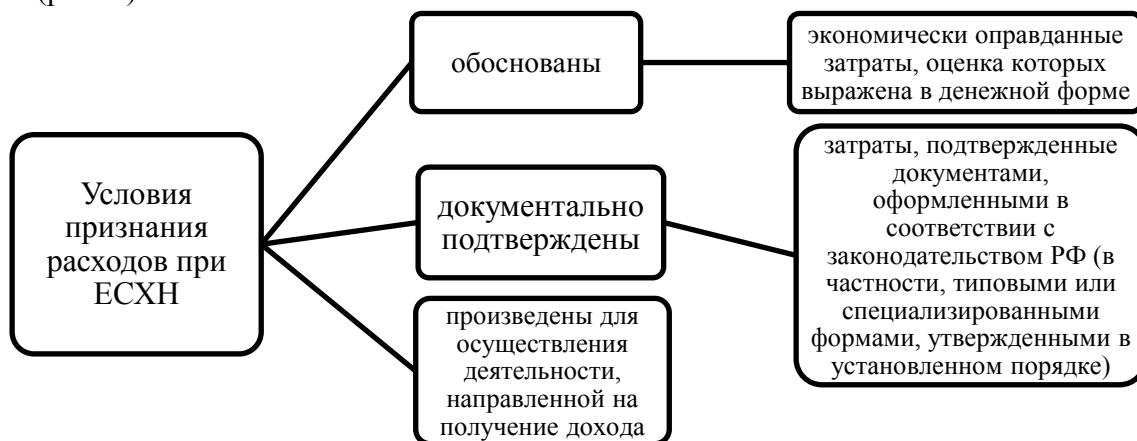 обоснованы
экономически оправданные
затраты, оценка которых
выражена в денежной форме
Условия
признания
расходов при
ЕСХН
документально
подтверждены
затраты, подтвержденные
документами,
оформленными в
соответствии с
законодательством РФ (в
частности, типовыми или
специализированными
формами, утвержденными в
установленном порядке)
произведены для
осуществления
деятельности,
направленной на
получение дохода